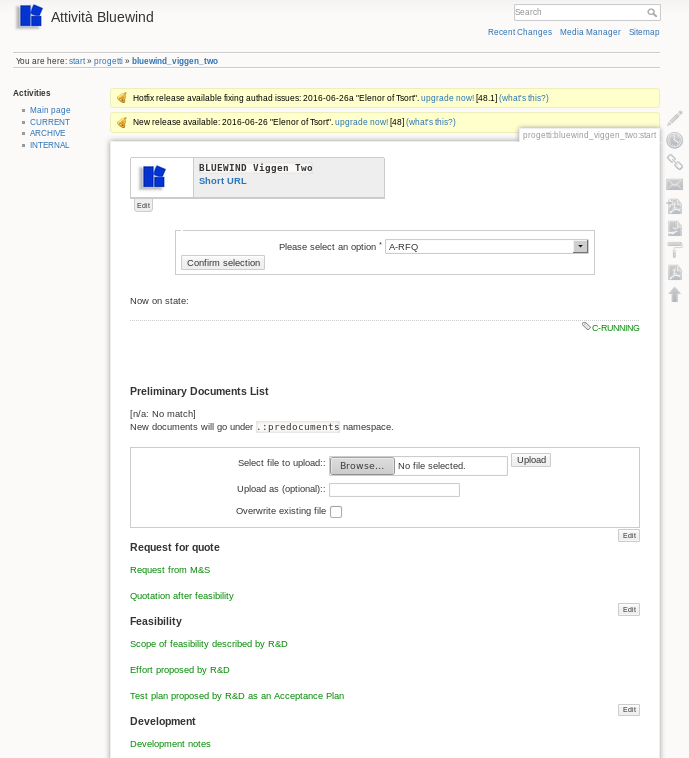 Attività Bluewind
Search
Recent Changes Media Manager Sitemap
You are here: start » progetti » bluewind_viggen_two
Activities
Main page
CURRENT
ARCHIVE
INTERNAL
Hotfix release available fixing authad issues: 2016-06-26a "Elenor of Tsort". upgrade now! [48.1] (what's this?)
New release available: 2016-06-26 "Elenor of Tsort". upgrade now! [48] (what's this?)
progetti:bluewind_viggen_two:start
BLUEWIND Viggen Two
Short URL
Edit
Please select an option * A-RFQ
Confirm selection
Now on state:
C-RUNNING
Preliminary Documents List
[n/a: No match]
New documents will go under .:predocuments namespace.
Select file to upload:: Browse... No file selected. Upload
Upload as (optional)::
Overwrite existing file
Edit
Request for quote
Request from M&S
Quotation after feasibility
Edit
Feasibility
Scope of feasibility described by R&D
Effort proposed by R&D
Test plan proposed by R&D as an Acceptance Plan
Edit
Development
Development notes